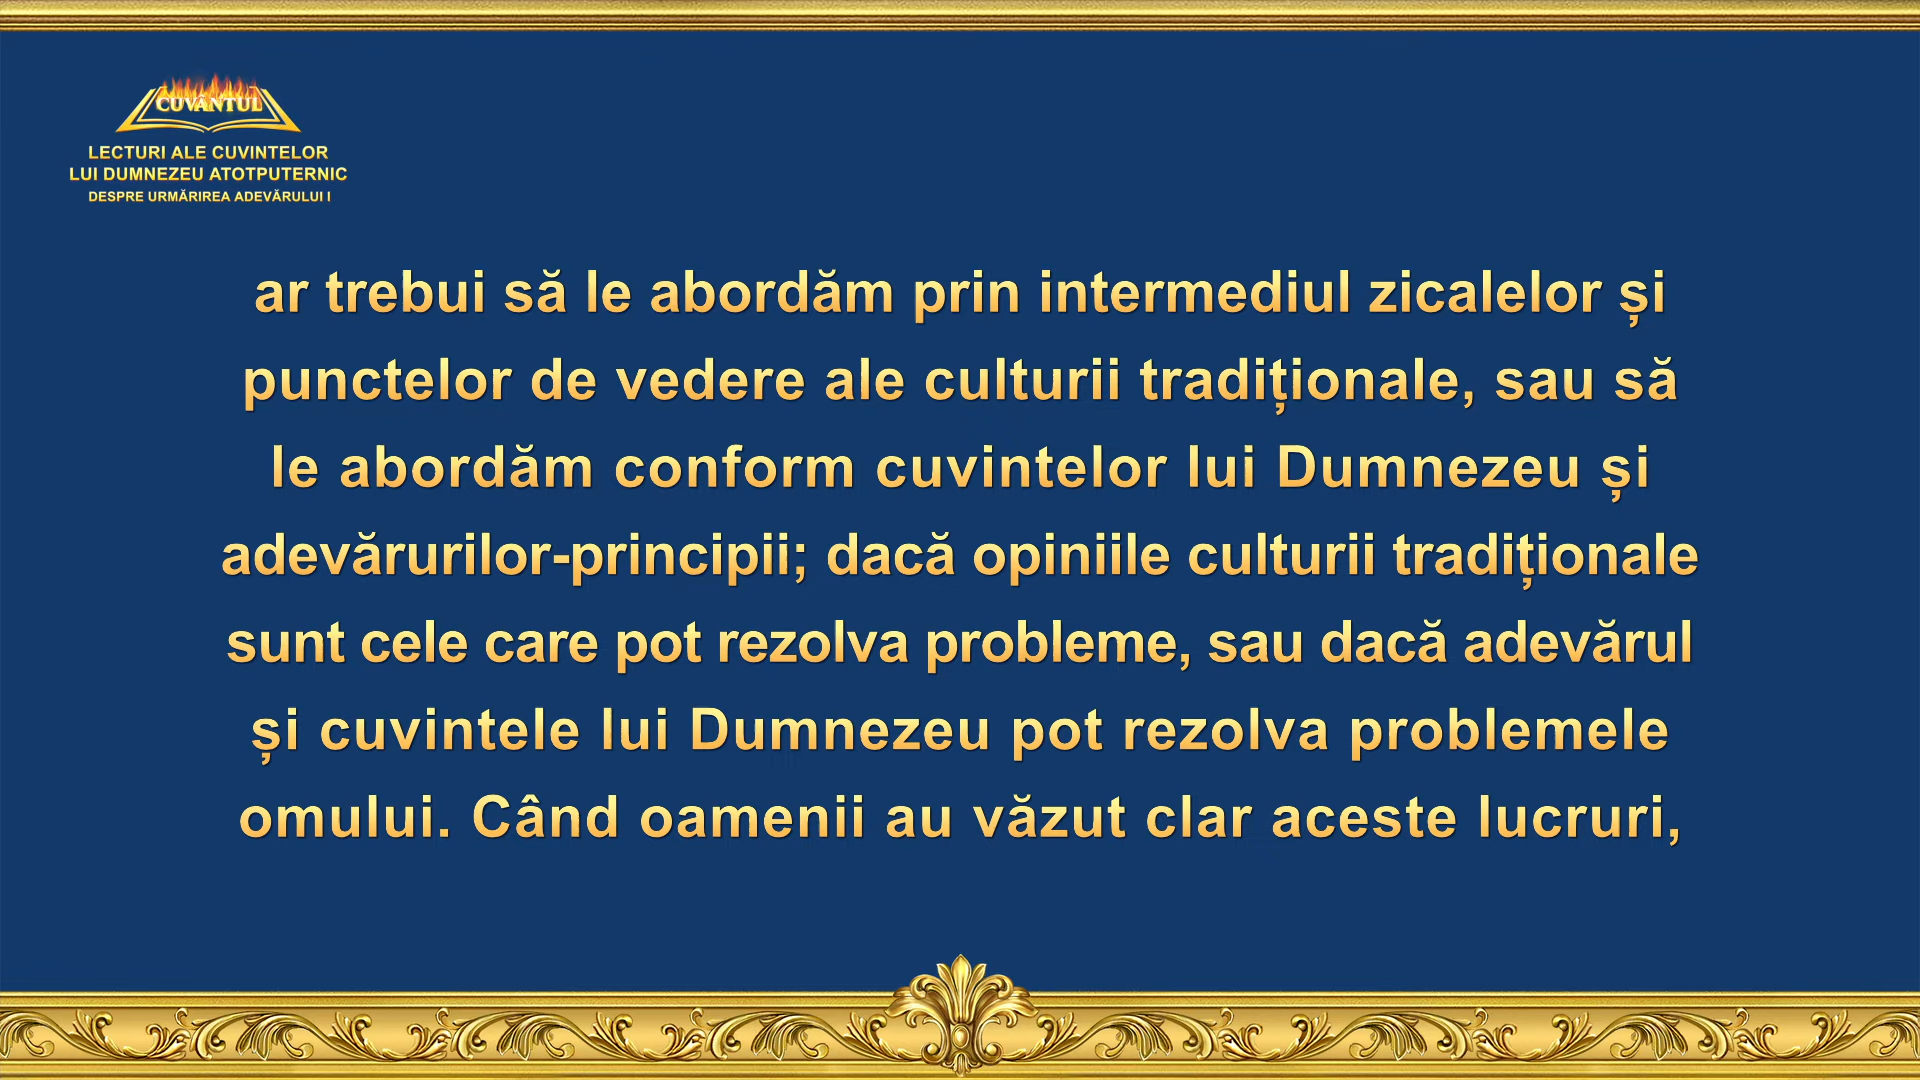 CUVÂNTUL
LECTURI ALE CUVINTELOR
LUI DUMNEZEU ATOTPUTERNIC
DESPRE URMĂRIREA ADEVĂRULUI I
ar trebui să le abordăm prin intermediul zicalelor și
punctelor de vedere ale culturii tradiționale, sau să
le abordăm conform cuvintelor lui Dumnezeu și
adevărurilor-principii; dacă opiniile culturii tradiționale
sunt cele care pot rezolva probleme, sau dacă adevărul
și cuvintele lui Dumnezeu pot rezolva problemele
omului. Când oamenii au văzut clar aceste lucruri,